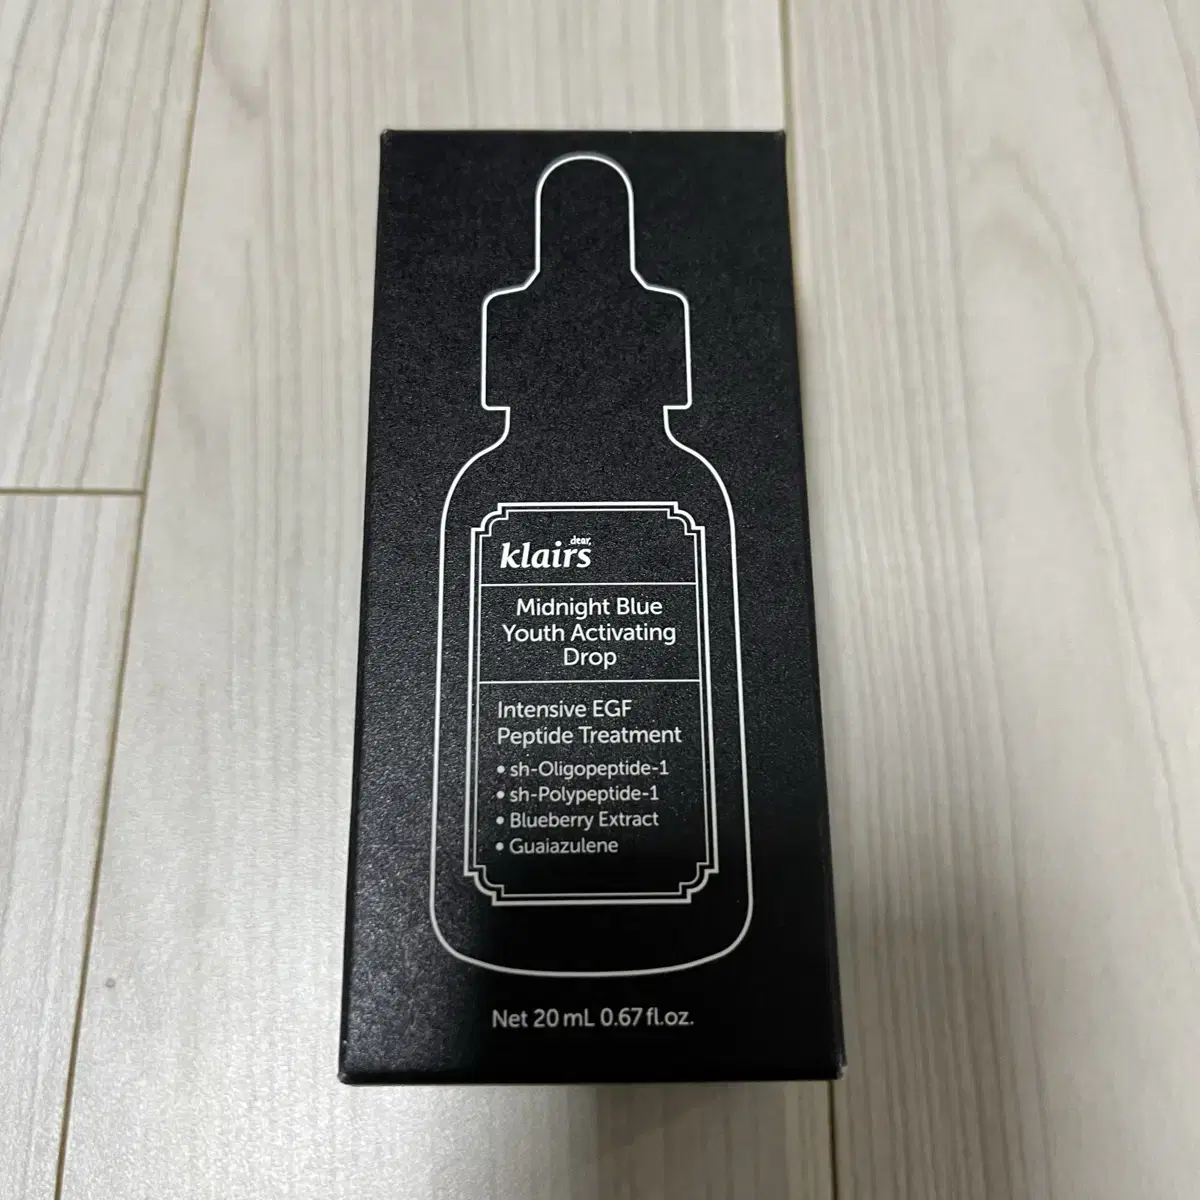 dear,
klairs
Midnight Blue
Youth Activating
Drop
Intensive EGF
Peptide Treatment
• sh-Oligopeptide-1
• sh-Polypeptide-1
• Blueberry Extract
• Guaiazulene
Net 20 mL 0.67 fl.oz.